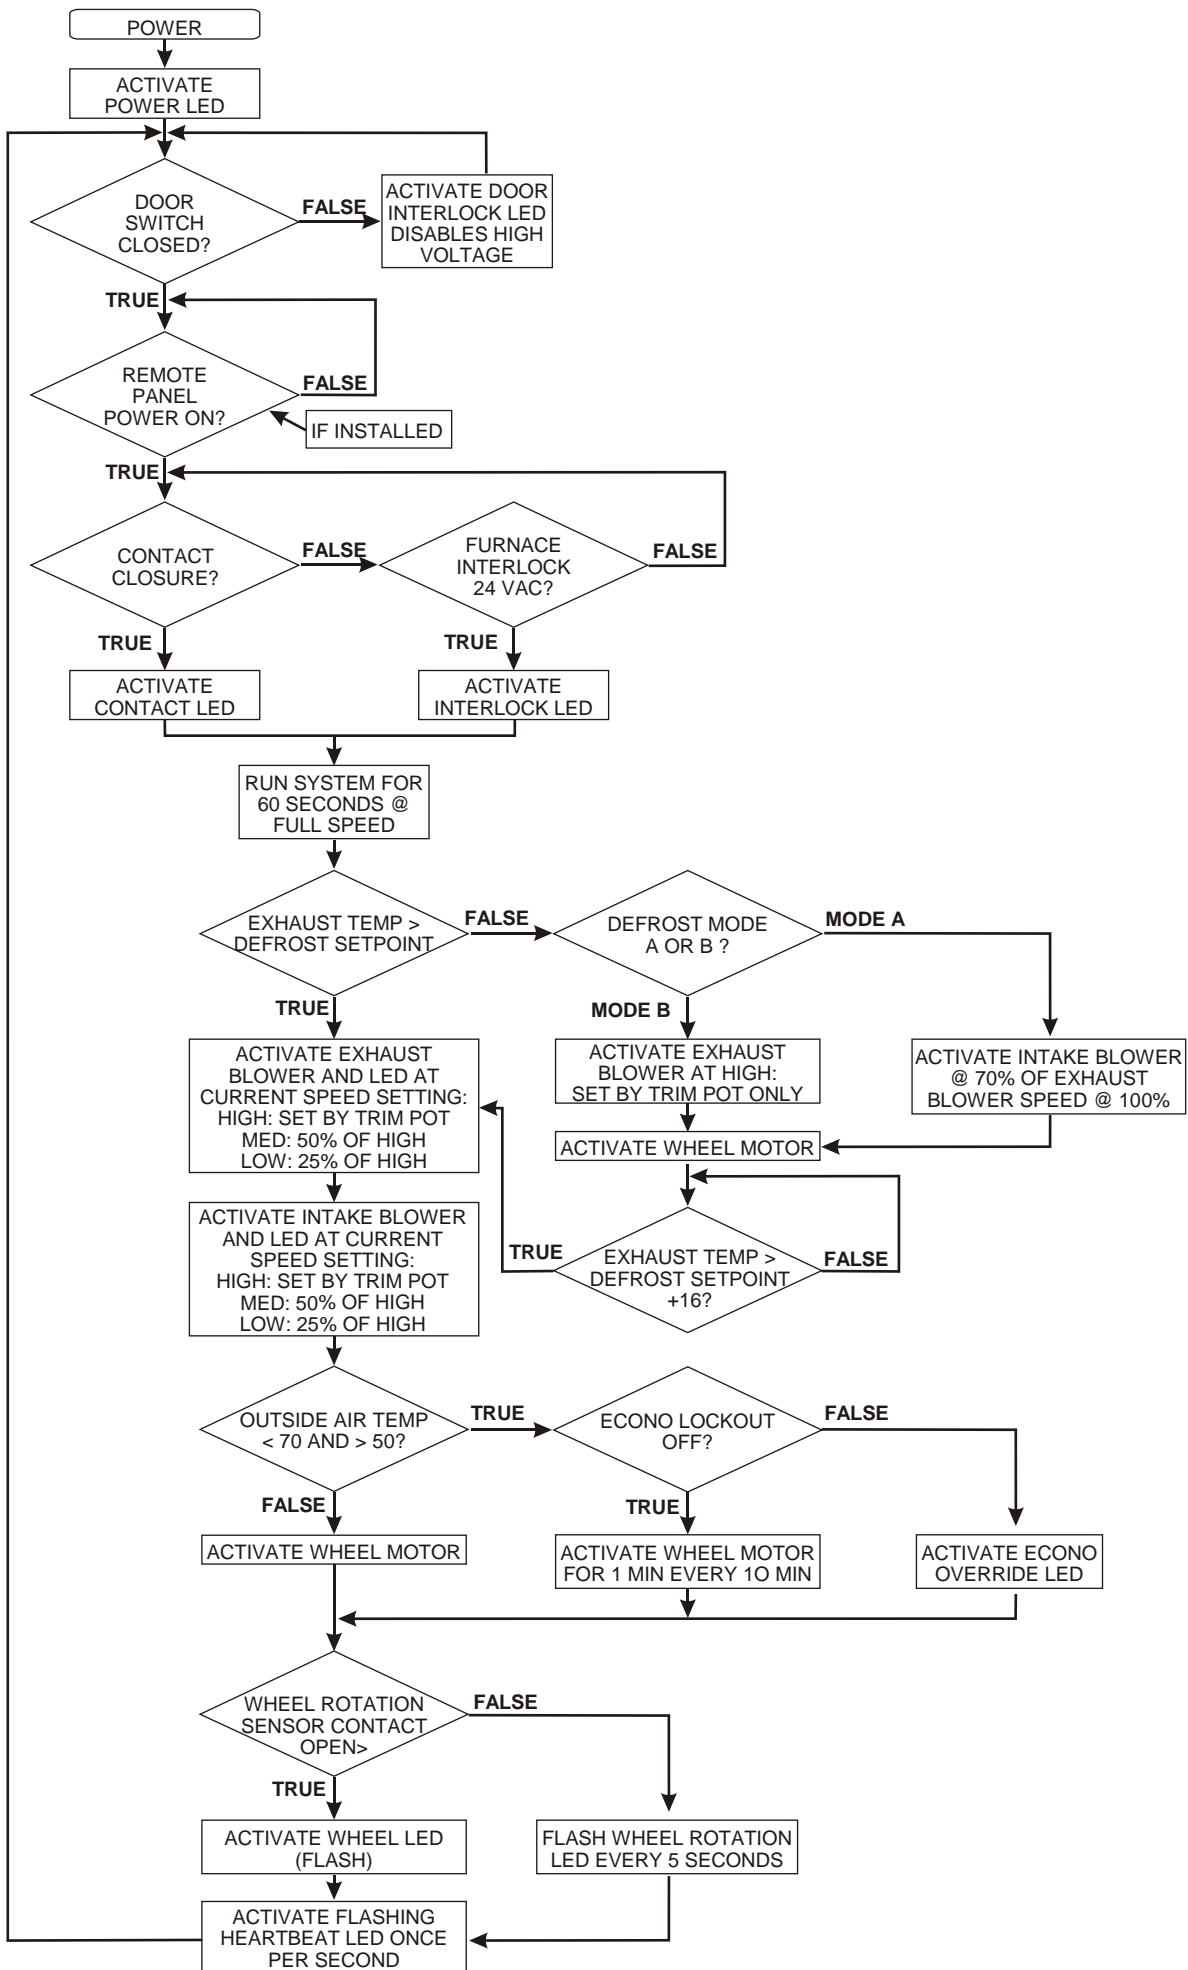 POWER
ACTIVATE
POWER LED
DOOR
SWITCH
CLOSED?
FALSE
ACTIVATE DOOR
INTERLOCK LED
DISABLES HIGH
VOLTAGE
TRUE
REMOTE
PANEL
POWER ON?
FALSE
IF INSTALLED
TRUE
CONTACT
CLOSURE?
FALSE
FURNACE
INTERLOCK
24 VAC?
FALSE
TRUE
TRUE
ACTIVATE
CONTACT LED
ACTIVATE
INTERLOCK LED
RUN SYSTEM FOR
60 SECONDS @
FULL SPEED
EXHAUST TEMP >
DEFROST SETPOINT
FALSE
DEFROST MODE
A OR B ?
MODE A
TRUE
MODE B
ACTIVATE EXHAUST
BLOWER AND LED AT
CURRENT SPEED SETTING:
HIGH: SET BY TRIM POT
MED: 50% OF HIGH
LOW: 25% OF HIGH
ACTIVATE EXHAUST
BLOWER AT HIGH:
SET BY TRIM POT ONLY
ACTIVATE INTAKE BLOWER
@ 70% OF EXHAUST
BLOWER SPEED @ 100%
ACTIVATE WHEEL MOTOR
ACTIVATE INTAKE BLOWER
AND LED AT CURRENT
SPEED SETTING:
HIGH: SET BY TRIM POT
MED: 50% OF HIGH
LOW: 25% OF HIGH
TRUE
EXHAUST TEMP >
DEFROST SETPOINT
+16?
FALSE
OUTSIDE AIR TEMP
< 70 AND > 50?
TRUE
ECONO LOCKOUT
OFF?
FALSE
FALSE
TRUE
ACTIVATE WHEEL MOTOR
ACTIVATE WHEEL MOTOR
FOR 1 MIN EVERY 1O MIN
ACTIVATE ECONO
OVERRIDE LED
WHEEL ROTATION
SENSOR CONTACT
OPEN>
FALSE
TRUE
ACTIVATE WHEEL LED
(FLASH)
FLASH WHEEL ROTATION
LED EVERY 5 SECONDS
ACTIVATE FLASHING
HEARTBEAT LED ONCE
PER SECOND